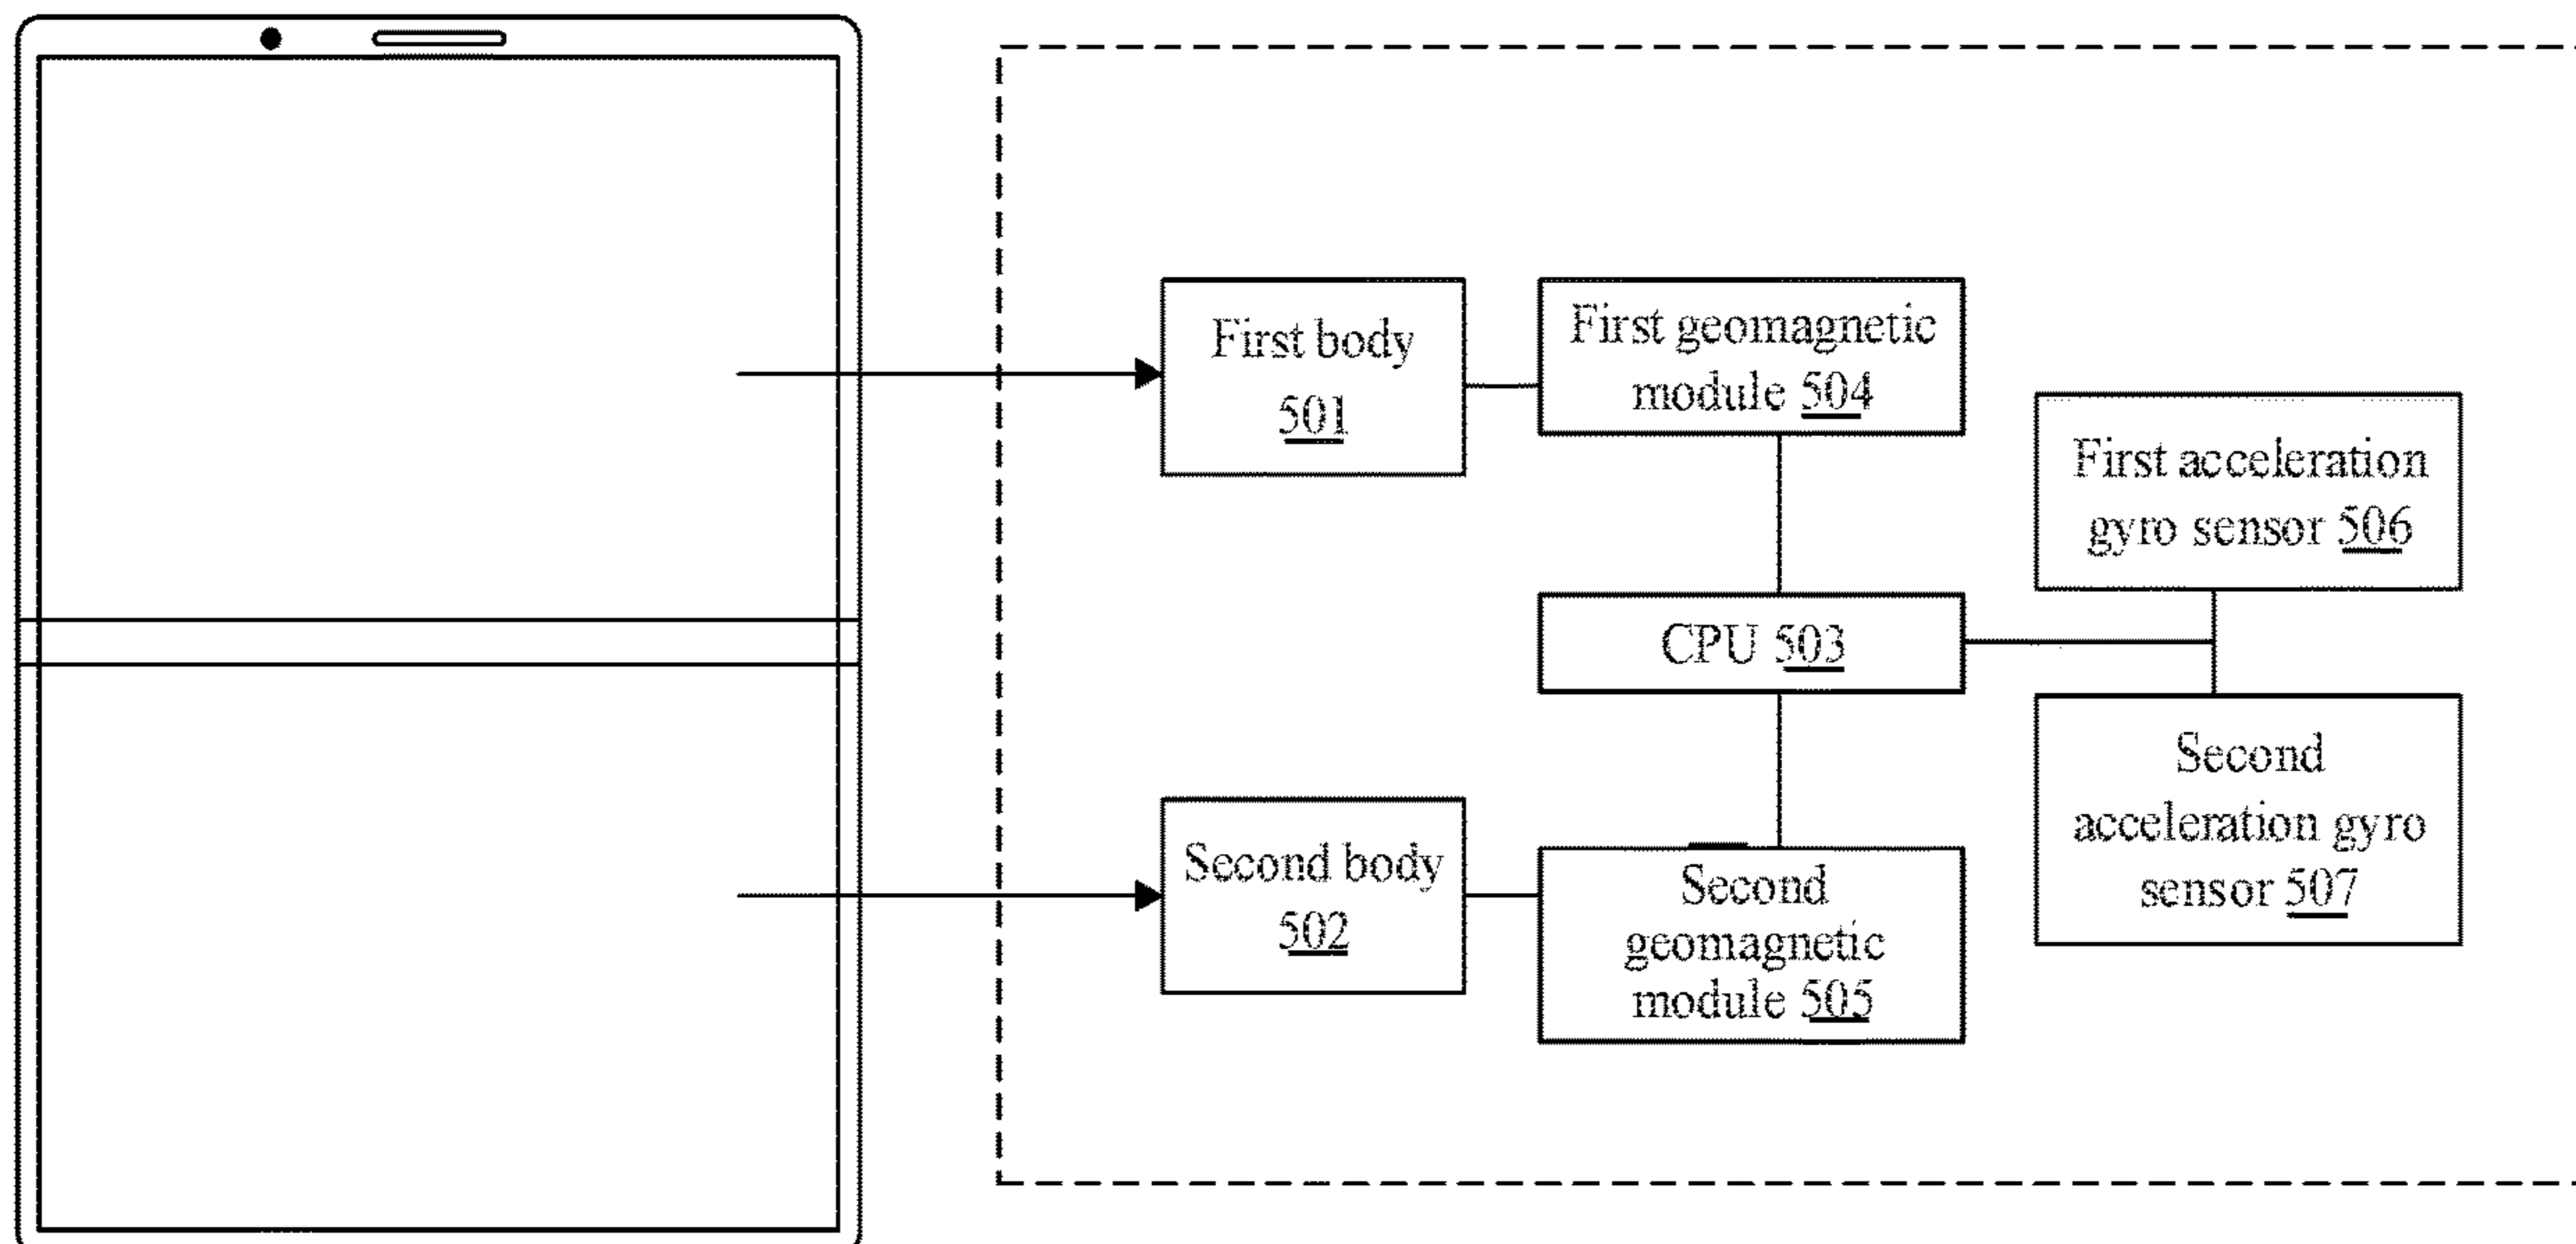 First body
501
First geomagnetic
module 504
First acceleration
gyro sensor 506
CPU 503
Second body
502
Second
geomagnetic
module 505
Second
acceleration gyro
sensor 507